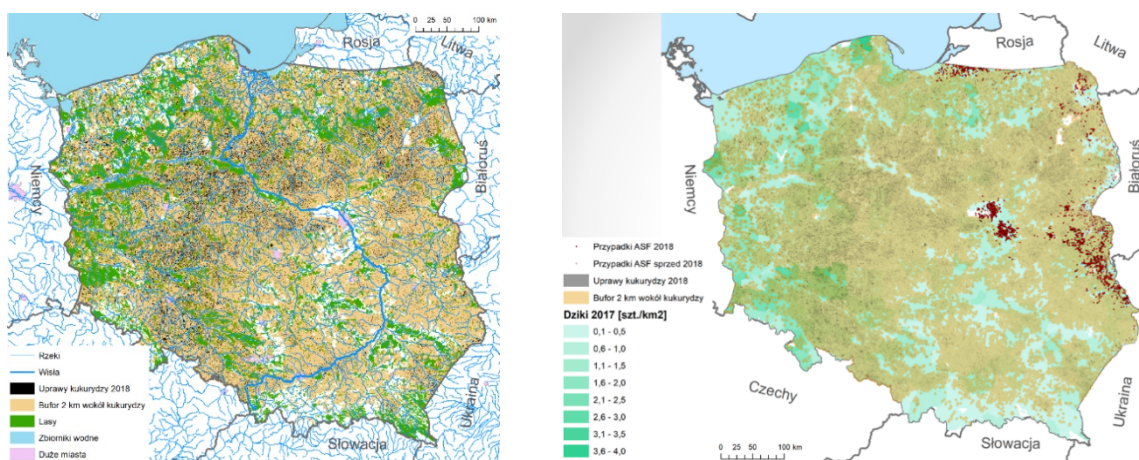 0 25 50 100 km
Rosja
Litwa
Białoruś
Niemcy
Ukraina
Słowacja
Rzeki
Wisła
Uprawy kukurydzy 2018
Bufor 2 km wokół kukurydzy
Lasy
Zbiorniki wodne
Duże miasta
Rosja
Litwa
Białoruś
Niemcy
Czechy
Ukraina
Słowacja
Przypadki ASF 2018
Przypadki ASF sprzed 2018
Uprawy kukurydzy 2018
Bufor 2 km wokół kukurydzy
Dziki 2017 [szt./km2]
0,1 - 0,5
0,6 - 1,0
1,1 - 1,5
1,6 - 2,0
2,1 - 2,5
2,6 - 3,0
3,1 - 3,5
3,6 - 4,0
0 25 50 100 km